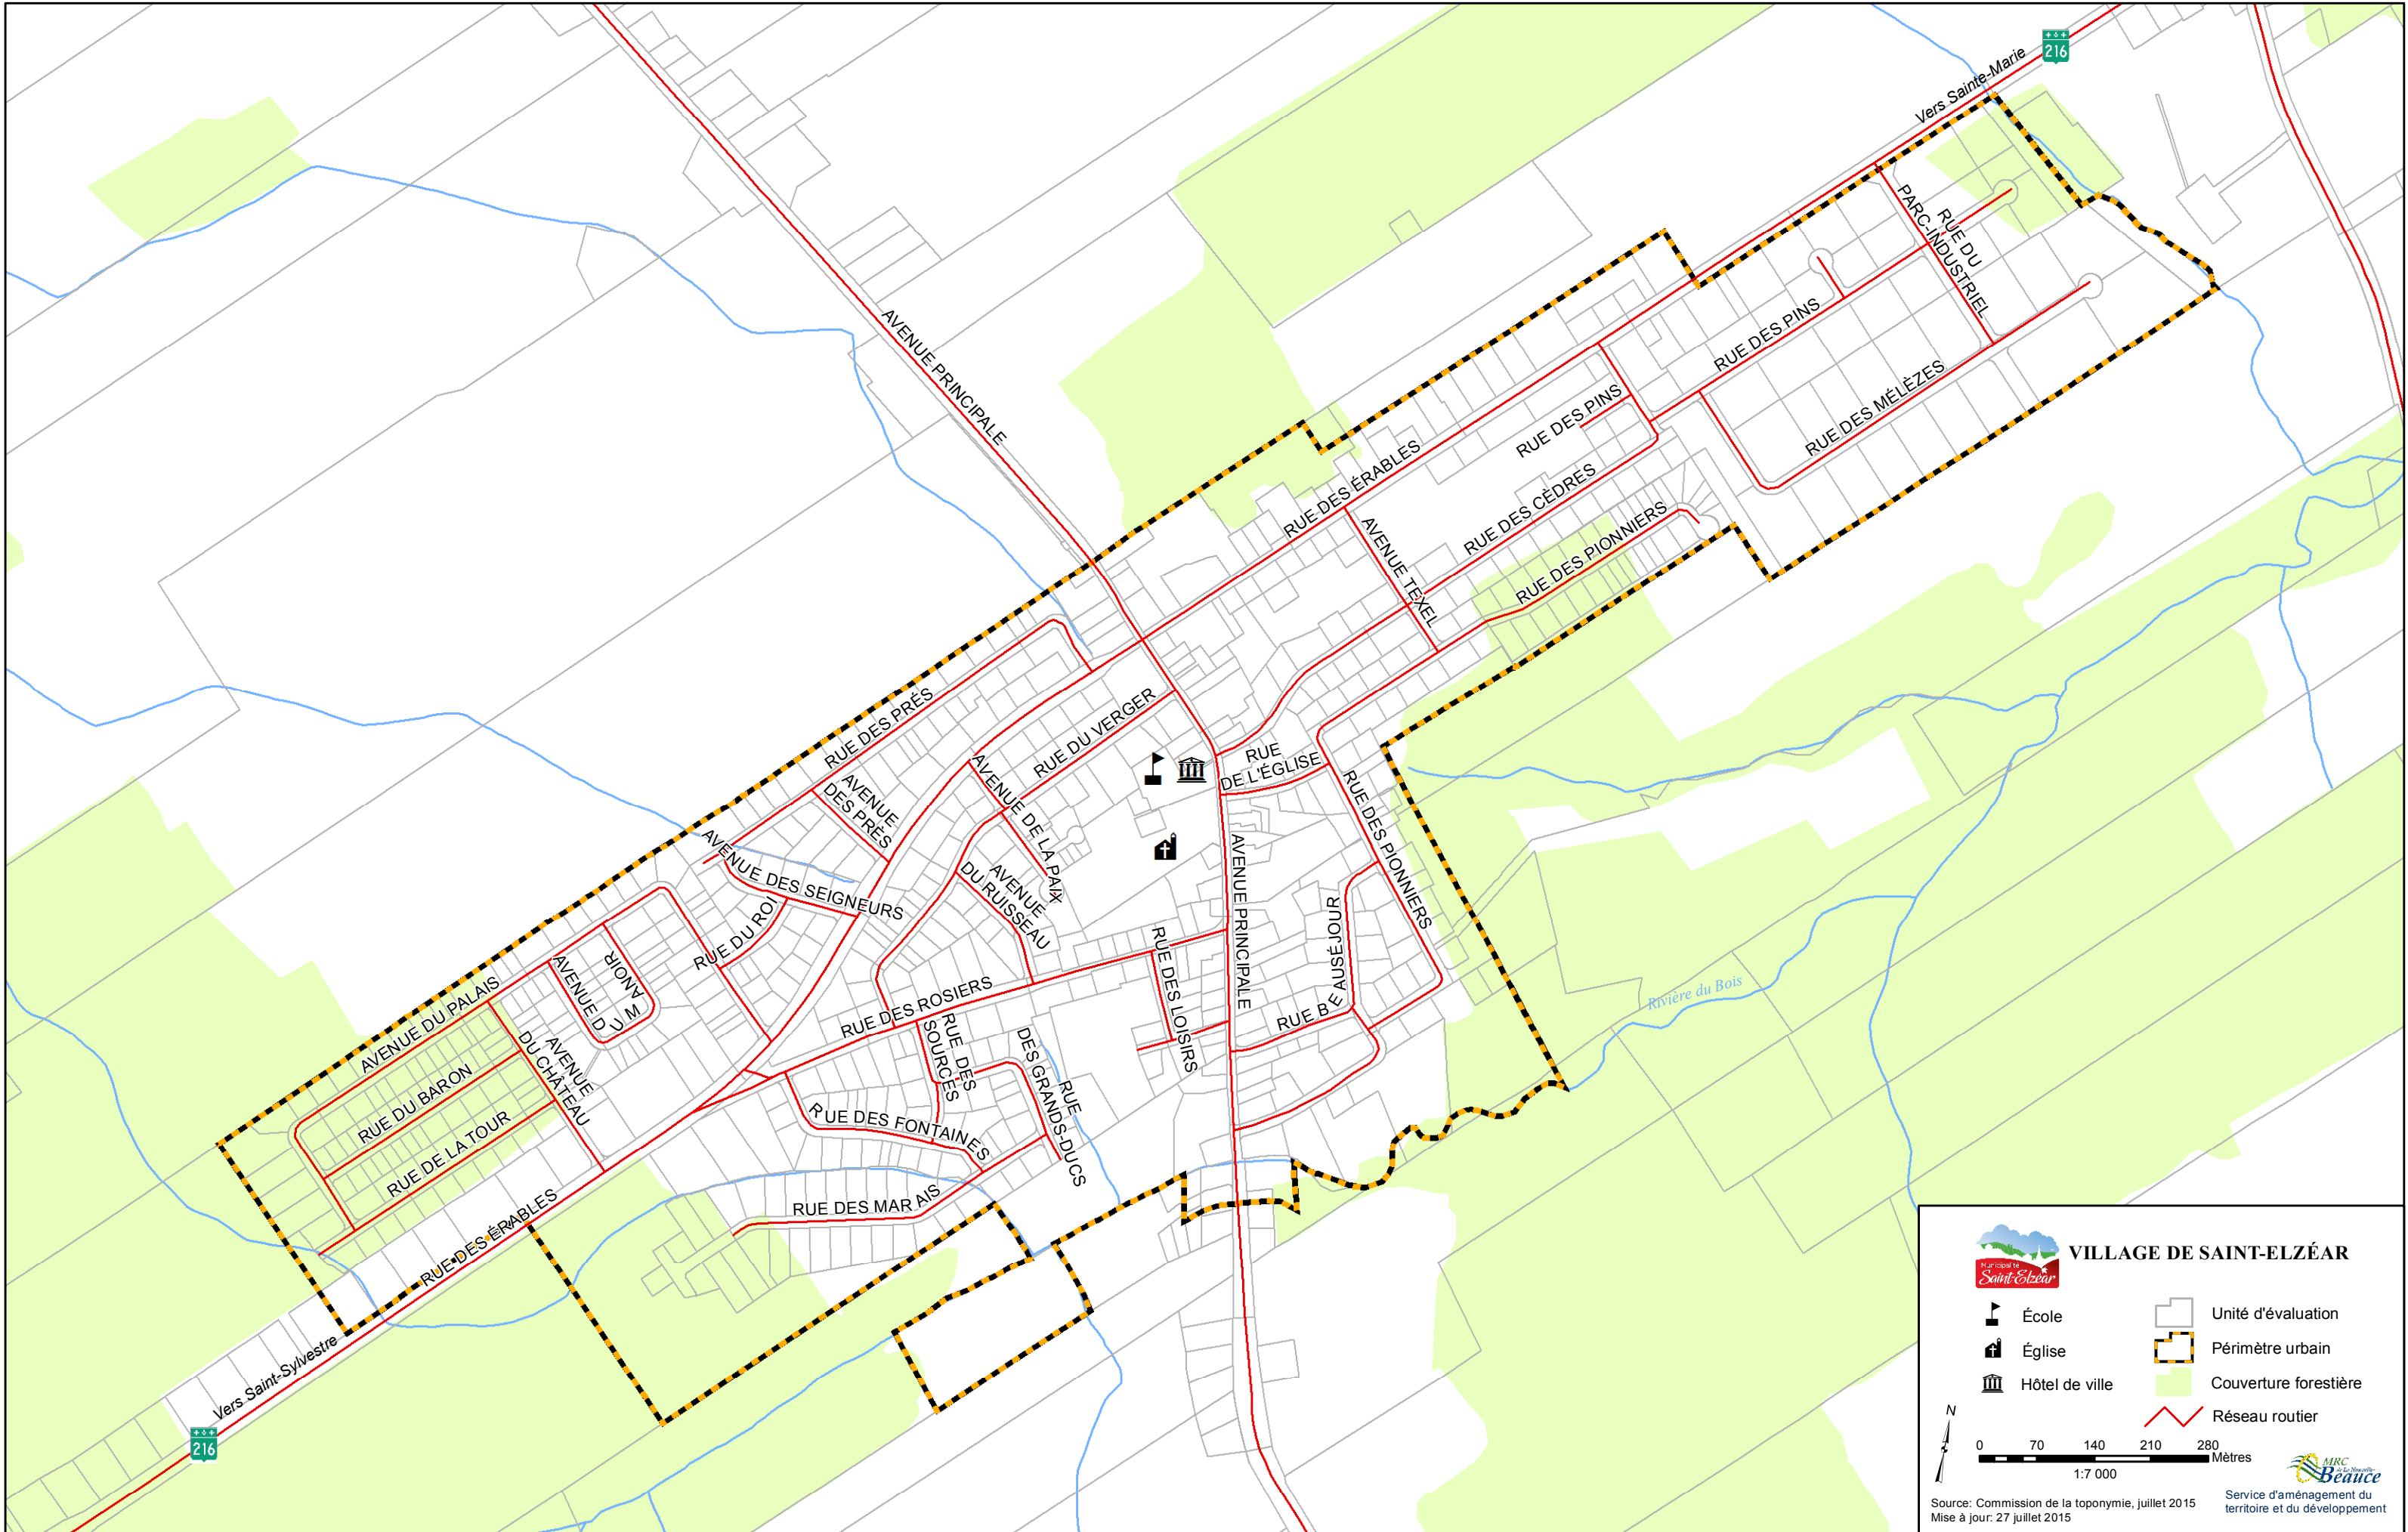 216
Vers Sainte-Marie
PARC-INDUSTRIEL
RUE DU
AVENUE PRINCIPALE
RUE DES PINS
RUE DES MÉLÈZES
RUE DES PINS
RUE DES ÉRABLES
RUE DES CÈDRES
AVENUE TEXEL
RUE DES PIONNIERS
RUE DES PRÉS
RUE DU VERGER
AVENUE
DES PRÉS
AVENUE DE LA PAIX
RUE
DE L'ÉGLISE
RUE DES PIONNIERS
AVENUE DES SEIGNEURS
AVENUE
DU RUISSEAU
AVENUE PRINCIPALE
RUE DU ROI
RUE DES LOISIRS
RUE BEAUSÉJOUR
AVENUE DU MANOIR
RUE DES ROSIERS
Rivière du Bois
AVENUE DU PALAIS
AVENUE
DU CHÂTEAU
RUE DES
SOURCES
RUE
DES GRANDS-DUCS
RUE DU BARON
RUE DE LA TOUR
RUE DES FONTAINES
RUE DES MARAIS
RUE DES ÉRABLES
Vers Saint-Sylvestre
216
Municipalité
Saint-Elzéar
VILLAGE DE SAINT-ELZÉAR
École
Église
Hôtel de ville
Unité d'évaluation
Périmètre urbain
Couverture forestière
Réseau routier
N
0 70 140 210 280
Mètres
1:7 000
MRC
de La Nouvelle-
Beauce
Source: Commission de la toponymie, juillet 2015
Mise à jour: 27 juillet 2015
Service d'aménagement du
territoire et du développement